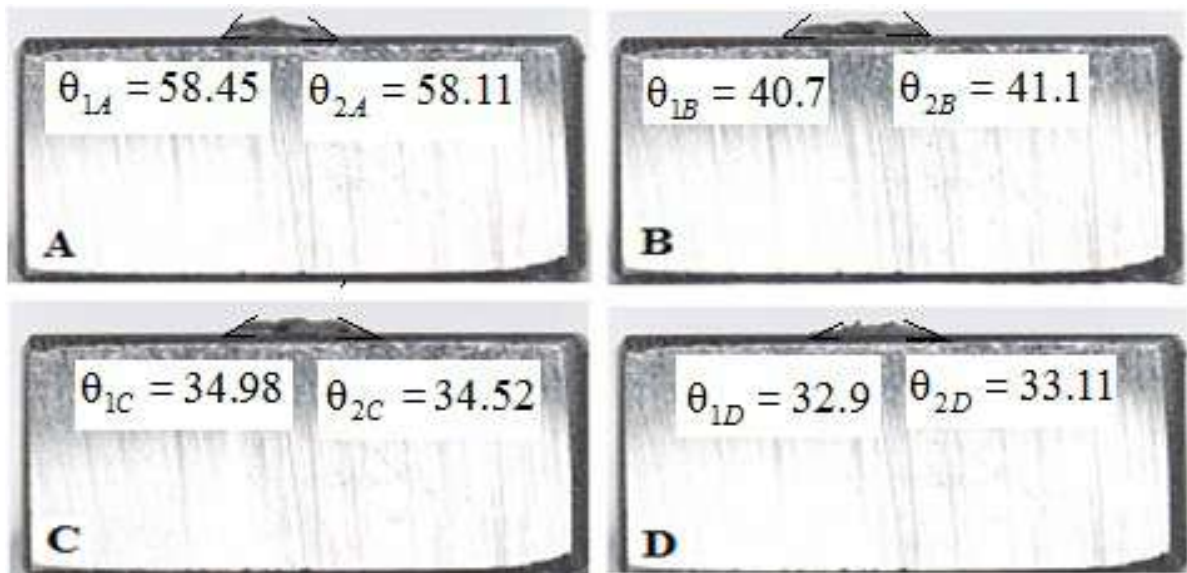 θ1A = 58.45
θ2A = 58.11
A
θ1B = 40.7
θ2B = 41.1
B
θ1C = 34.98
θ2C = 34.52
C
θ1D = 32.9
θ2D = 33.11
D